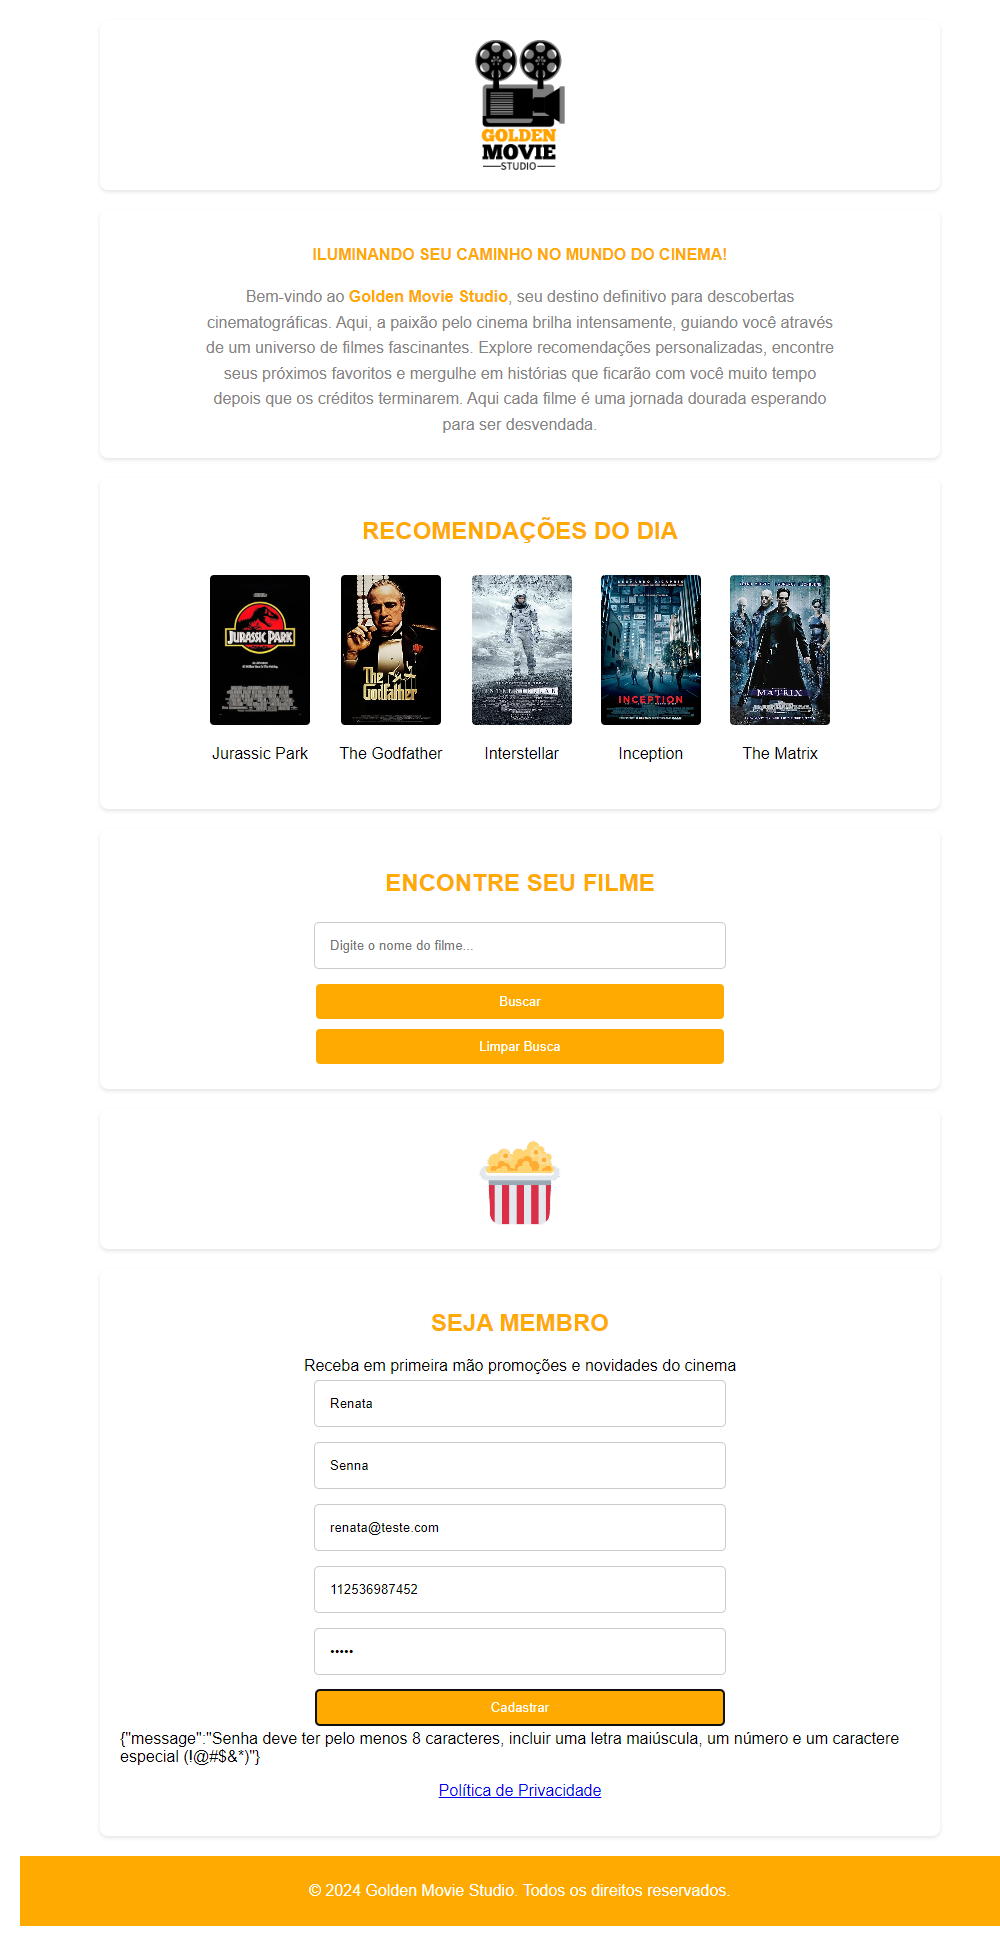 GOLDEN
MOVIE
STUDIO
ILUMINANDO SEU CAMINHO NO MUNDO DO CINEMA!
Bem-vindo ao Golden Movie Studio, seu destino definitivo para descobertas
cinematográficas. Aqui, a paixão pelo cinema brilha intensamente, guiando você através
de um universo de filmes fascinantes. Explore recomendações personalizadas, encontre
seus próximos favoritos e mergulhe em histórias que ficarão com você muito tempo
depois que os créditos terminarem. Aqui cada filme é uma jornada dourada esperando
para ser desvendada.
RECOMENDAÇÕES DO DIA
JURASSIC PARK
The
Godfather
INTERSTELLAR
INCEPTION
MATRIX
Jurassic Park
The Godfather
Interstellar
Inception
The Matrix
ENCONTRE SEU FILME
Digite o nome do filme...
Buscar
Limpar Busca
SEJA MEMBRO
Receba em primeira mão promoções e novidades do cinema
Renata
Senna
renata@teste.com
112536987452
•••••
Cadastrar
{"message":"Senha deve ter pelo menos 8 caracteres, incluir uma letra maiúscula, um número e um caractere
especial (!@#$&*)"}
Política de Privacidade
© 2024 Golden Movie Studio. Todos os direitos reservados.